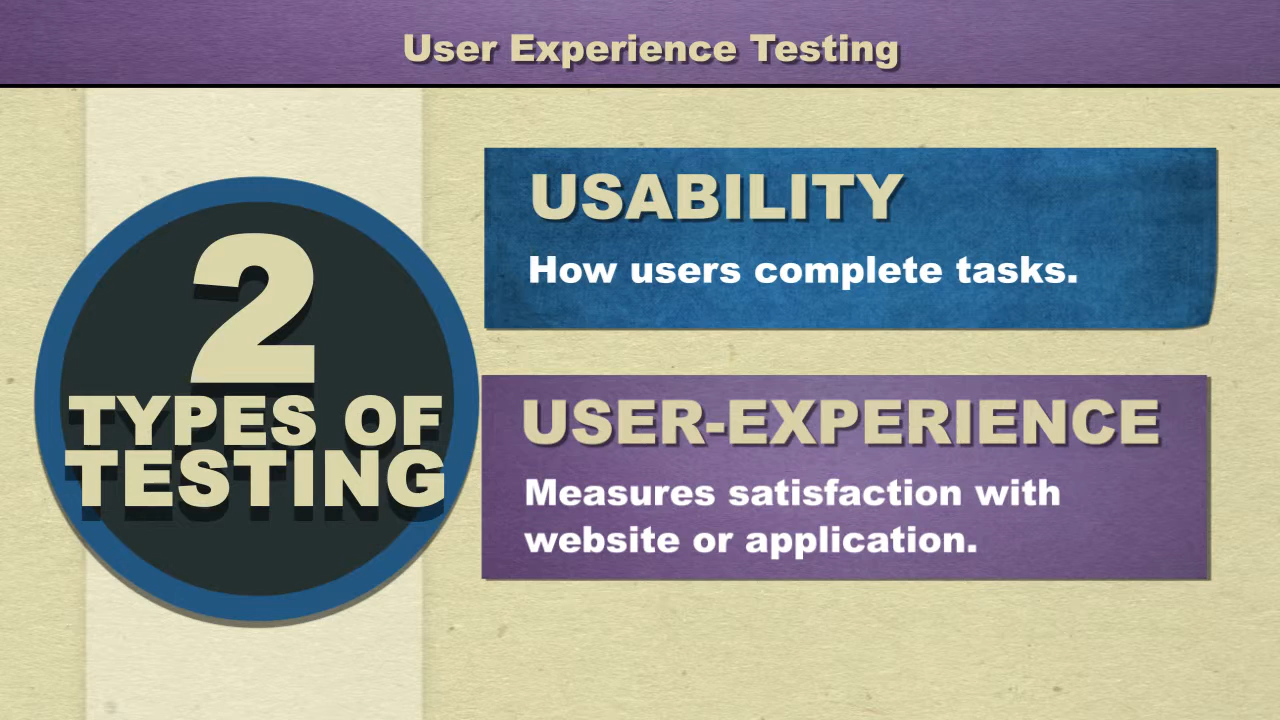 User Experience Testing
2
TYPES OF
TESTING
USABILITY
How users complete tasks.
USER-EXPERIENCE
Measures satisfaction with
website or application.